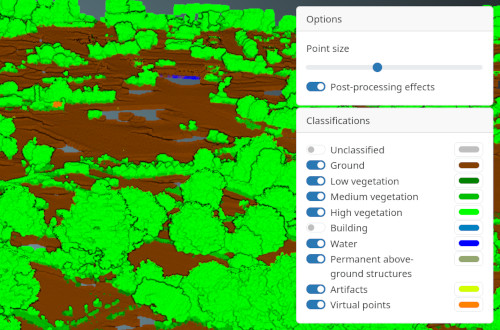 Options
Point size
Post-processing effects
Classifications
Unclassified
Ground
Low vegetation
Medium vegetation
High vegetation
Building
Water
Permanent above-
ground structures
Artifacts
Virtual points